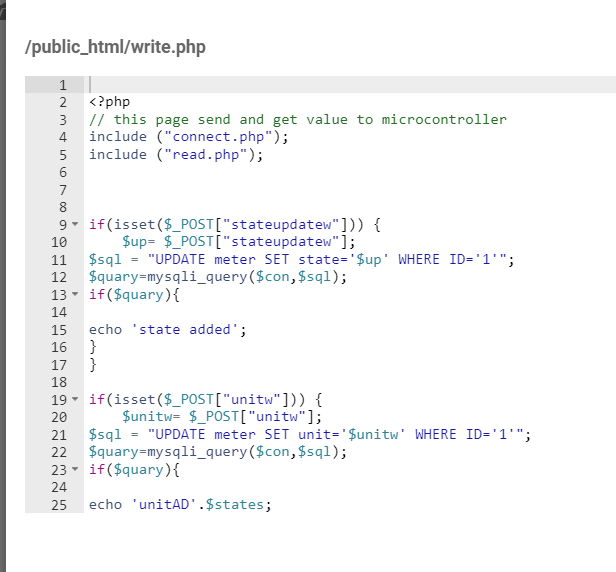 /public_html/write.php
1
2 <?php
3 // this page send and get value to microcontroller
4 include ("connect.php");
5 include ("read.php");
6
7
8
9 if(isset($_POST["stateupdatew"])) {
10 $up= $_POST["stateupdatew"];
11 $sql = "UPDATE meter SET state='$up' WHERE ID='1'";
12 $quary=mysqli_query($con,$sql);
13 if($quary){
14
15 echo 'state added';
16 }
17 }
18
19 if(isset($_POST["unitw"])) {
20 $unitw= $_POST["unitw"];
21 $sql = "UPDATE meter SET unit='$unitw' WHERE ID='1'";
22 $quary=mysqli_query($con,$sql);
23 if($quary){
24
25 echo 'unitAD'.$states;